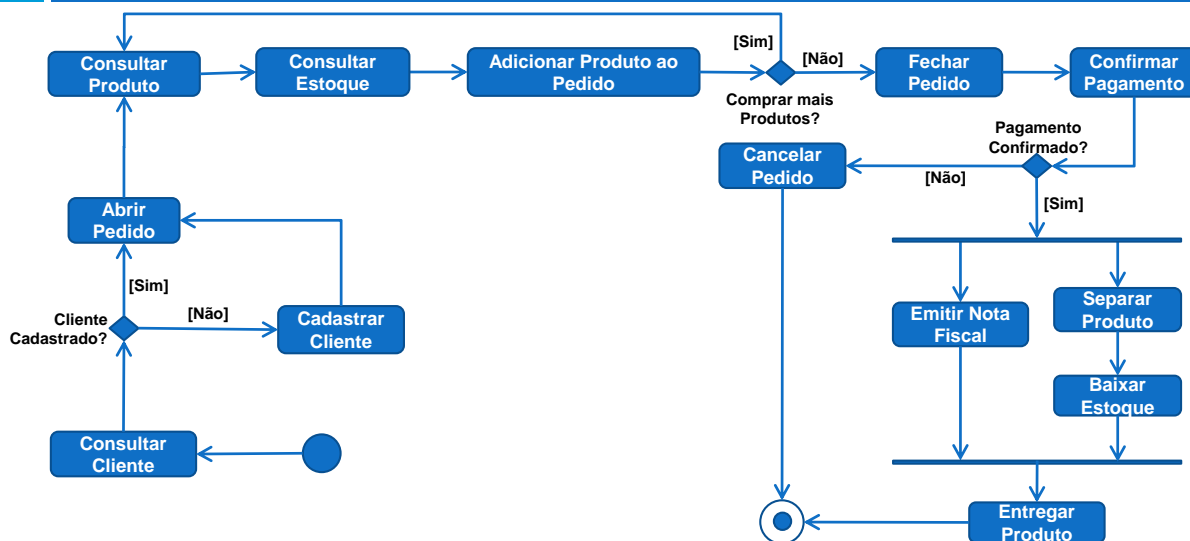 [Sim]
[Não]
Consultar
Produto
Consultar
Estoque
Adicionar Produto ao
Pedido
Fechar
Pedido
Confirmar
Pagamento
Comprar mais
Produtos?
Pagamento
Confirmado?
Cancelar
Pedido
[Não]
[Sim]
Abrir
Pedido
[Sim]
[Não]
Cliente
Cadastrado?
Cadastrar
Cliente
Emitir Nota
Fiscal
Separar
Produto
Baixar
Estoque
Consultar
Cliente
Entregar
Produto